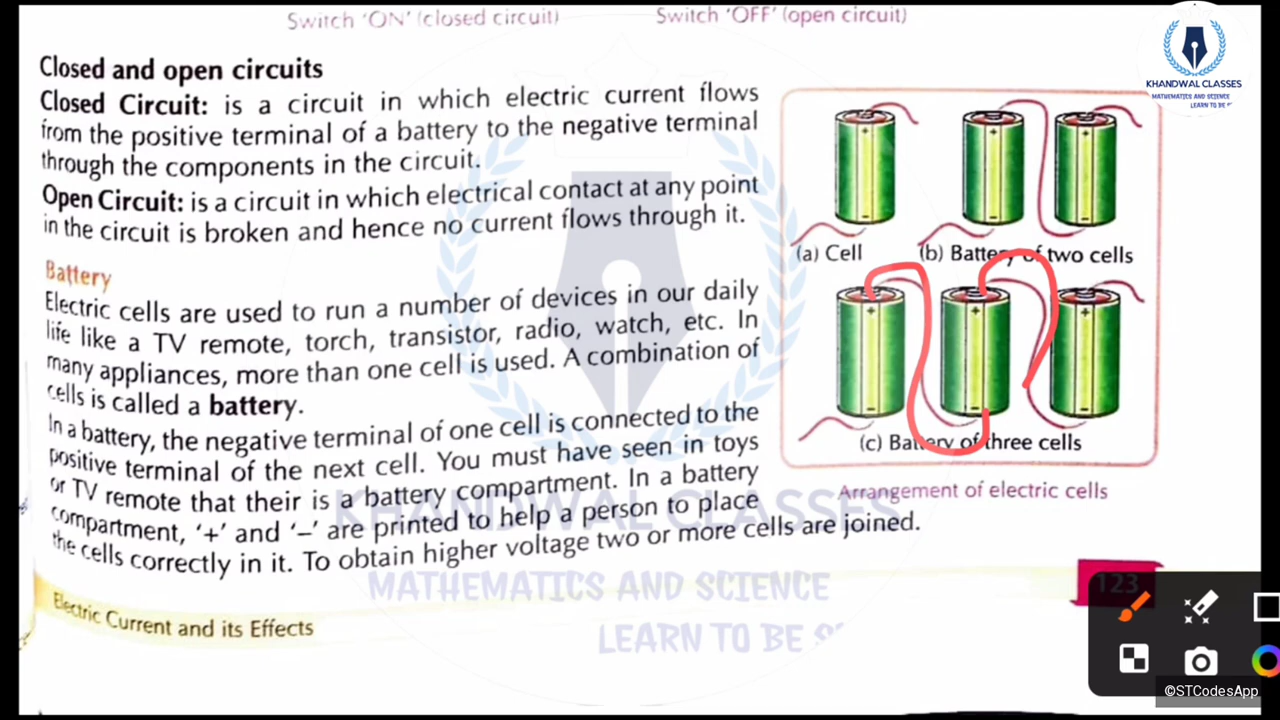 Switch ‘ON’ (closed circuit)
Switch ‘OFF’ (open circuit)
KHANDWAL CLASSES
MATHEMATICS AND SCIENCE
LEARN TO BE
Closed and open circuits
Closed Circuit: is a circuit in which electric current flows
from the positive terminal of a battery to the negative terminal
through the components in the circuit.
Open Circuit: is a circuit in which electrical contact at any point
in the circuit is broken and hence no current flows through it.
Battery
Electric cells are used to run a number of devices in our daily
life like a TV remote, torch, transistor, radio, watch, etc. In
many appliances, more than one cell is used. A combination of
cells is called a battery.
In a battery, the negative terminal of one cell is connected to the
positive terminal of the next cell. You must have seen in toys
or TV remote that their is a battery compartment. In a battery
compartment, ‘+’ and ‘–’ are printed to help a person to place
the cells correctly in it. To obtain higher voltage two or more cells are joined.
+ + +
– – –
(a) Cell
(b) Battery of two cells
+ + +
– – –
(c) Battery of three cells
Arrangement of electric cells
123
Electric Current and its Effects
KHANDWAL CLASSES
MATHEMATICS AND SCIENCE
LEARN TO BE
©STCodesApp